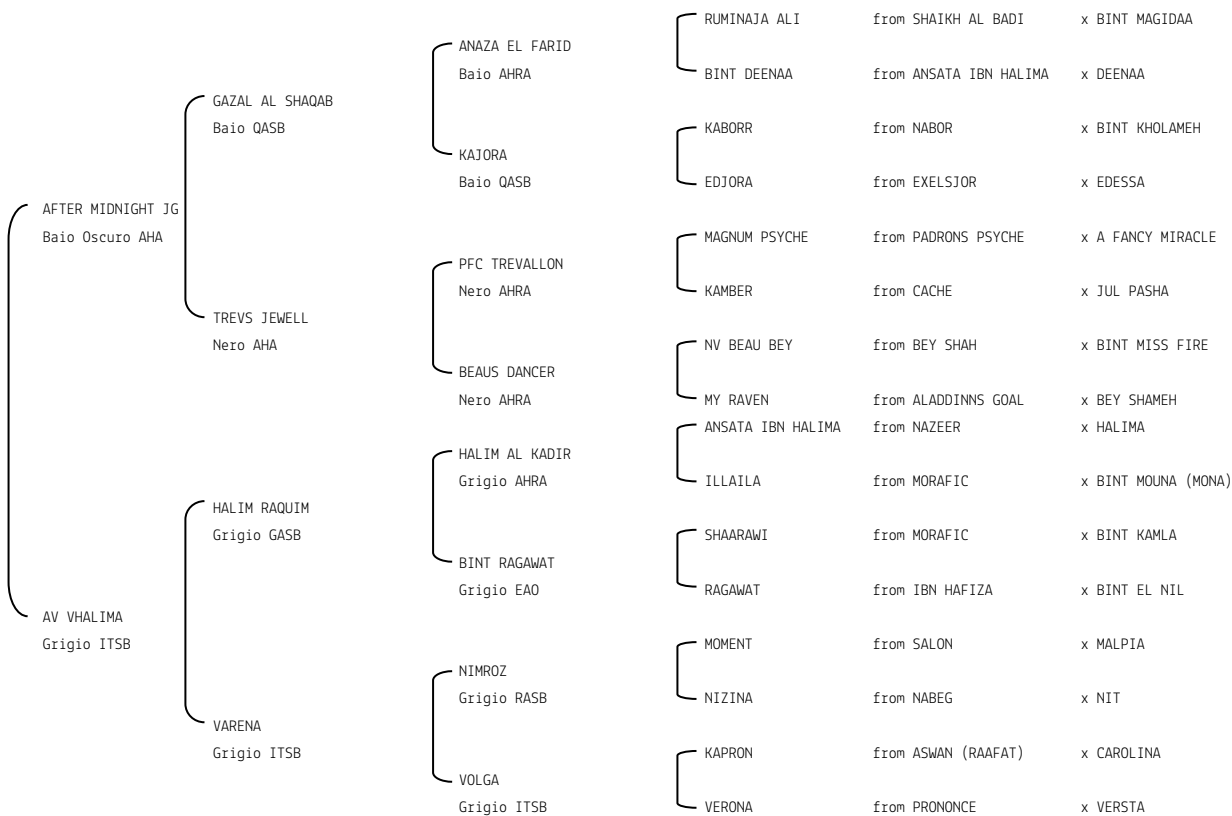 RUMINAJA ALI from SHAIKH AL BADI x BINT MAGIDAA
ANAZA EL FARID
Baio AHRA BINT DEENAA from ANSATA IBN HALIMA x DEENAA
GAZAL AL SHAQAB
Baio QASB KABORR from NABOR x BINT KHOLAMEH
KAJORA
Baio QASB EDJORA from EXELSJOR x EDESSA
AFTER MIDNIGHT JG
Baio Oscuro AHA MAGNUM PSYCHE from PADRONS PSYCHE x A FANCY MIRACLE
PFC TREVALLON
Nero AHRA KAMBER from CACHE x JUL PASHA
TREVS JEWELL
Nero AHA NV BEAU BEY from BEY SHAH x BINT MISS FIRE
BEAUS DANCER
Nero AHRA MY RAVEN from ALADDINNS GOAL x BEY SHAMEH
ANSATA IBN HALIMA from NAZEER x HALIMA
HALIM AL KADIR
Grigio AHRA ILLAILA from MORAFIC x BINT MOUNA (MONA)
HALIM RAQUIM
Grigio GASB SHAARAWI from MORAFIC x BINT KAMLA
BINT RAGAWAT
Grigio EAO RAGAWAT from IBN HAFIZA x BINT EL NIL
AV VHALIMA
Grigio ITSB MOMENT from SALON x MALPIA
NIMROZ
Grigio RASB NIZINA from NABEG x NIT
VARENA
Grigio ITSB KAPRON from ASWAN (RAAFAT) x CAROLINA
VOLGA
Grigio ITSB VERONA from PRONONCE x VERSTA